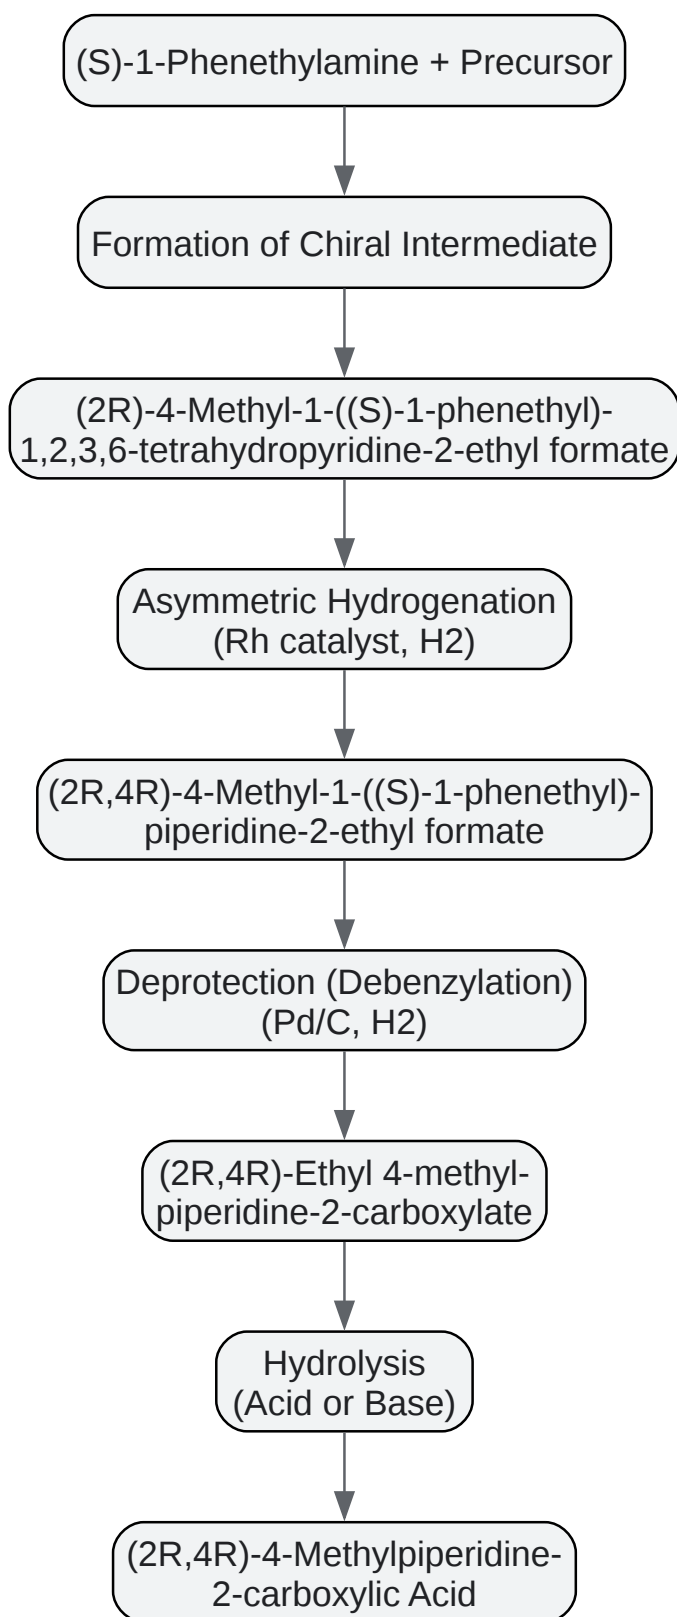 (S)-1-Phenethylamine + Precursor
Formation of Chiral Intermediate
(2R)-4-Methyl-1-((S)-1-phenethyl)-
1,2,3,6-tetrahydropyridine-2-ethyl formate
Asymmetric Hydrogenation
(Rh catalyst, H2)
(2R,4R)-4-Methyl-1-((S)-1-phenethyl)-
piperidine-2-ethyl formate
Deprotection (Debenzylation)
(Pd/C, H2)
(2R,4R)-Ethyl 4-methyl-
piperidine-2-carboxylate
Hydrolysis
(Acid or Base)
(2R,4R)-4-Methylpiperidine-
2-carboxylic Acid